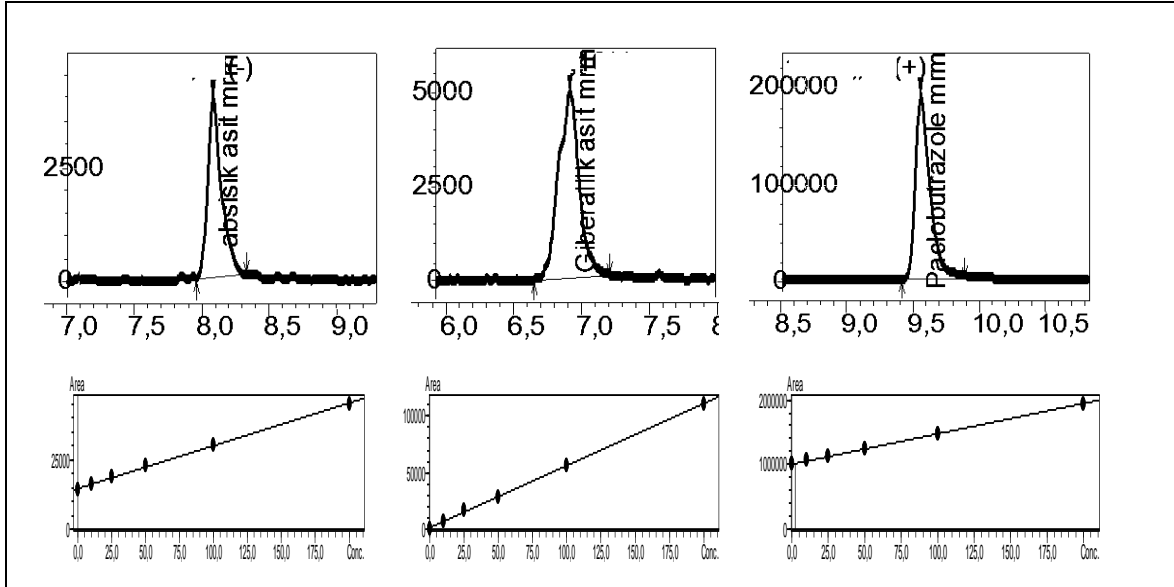 absisik asit mrm (-)
2500
0
7,0 7,5 8,0 8,5 9,0
Giberallik asit mrm
5000
2500
0
6,0 6,5 7,0 7,5
(+)
Paclobutrazole mrm
200000
100000
0
8,5 9,0 9,5 10,0 10,5
Area
25000
0
0,0 25,0 50,0 75,0 100,0 125,0 150,0 175,0 Conc.
Area
100000
50000
0
0,0 25,0 50,0 75,0 100,0 125,0 150,0 175,0 Conc.
Area
2000000
1000000
0
0,0 25,0 50,0 75,0 100,0 125,0 150,0 175,0 Conc.